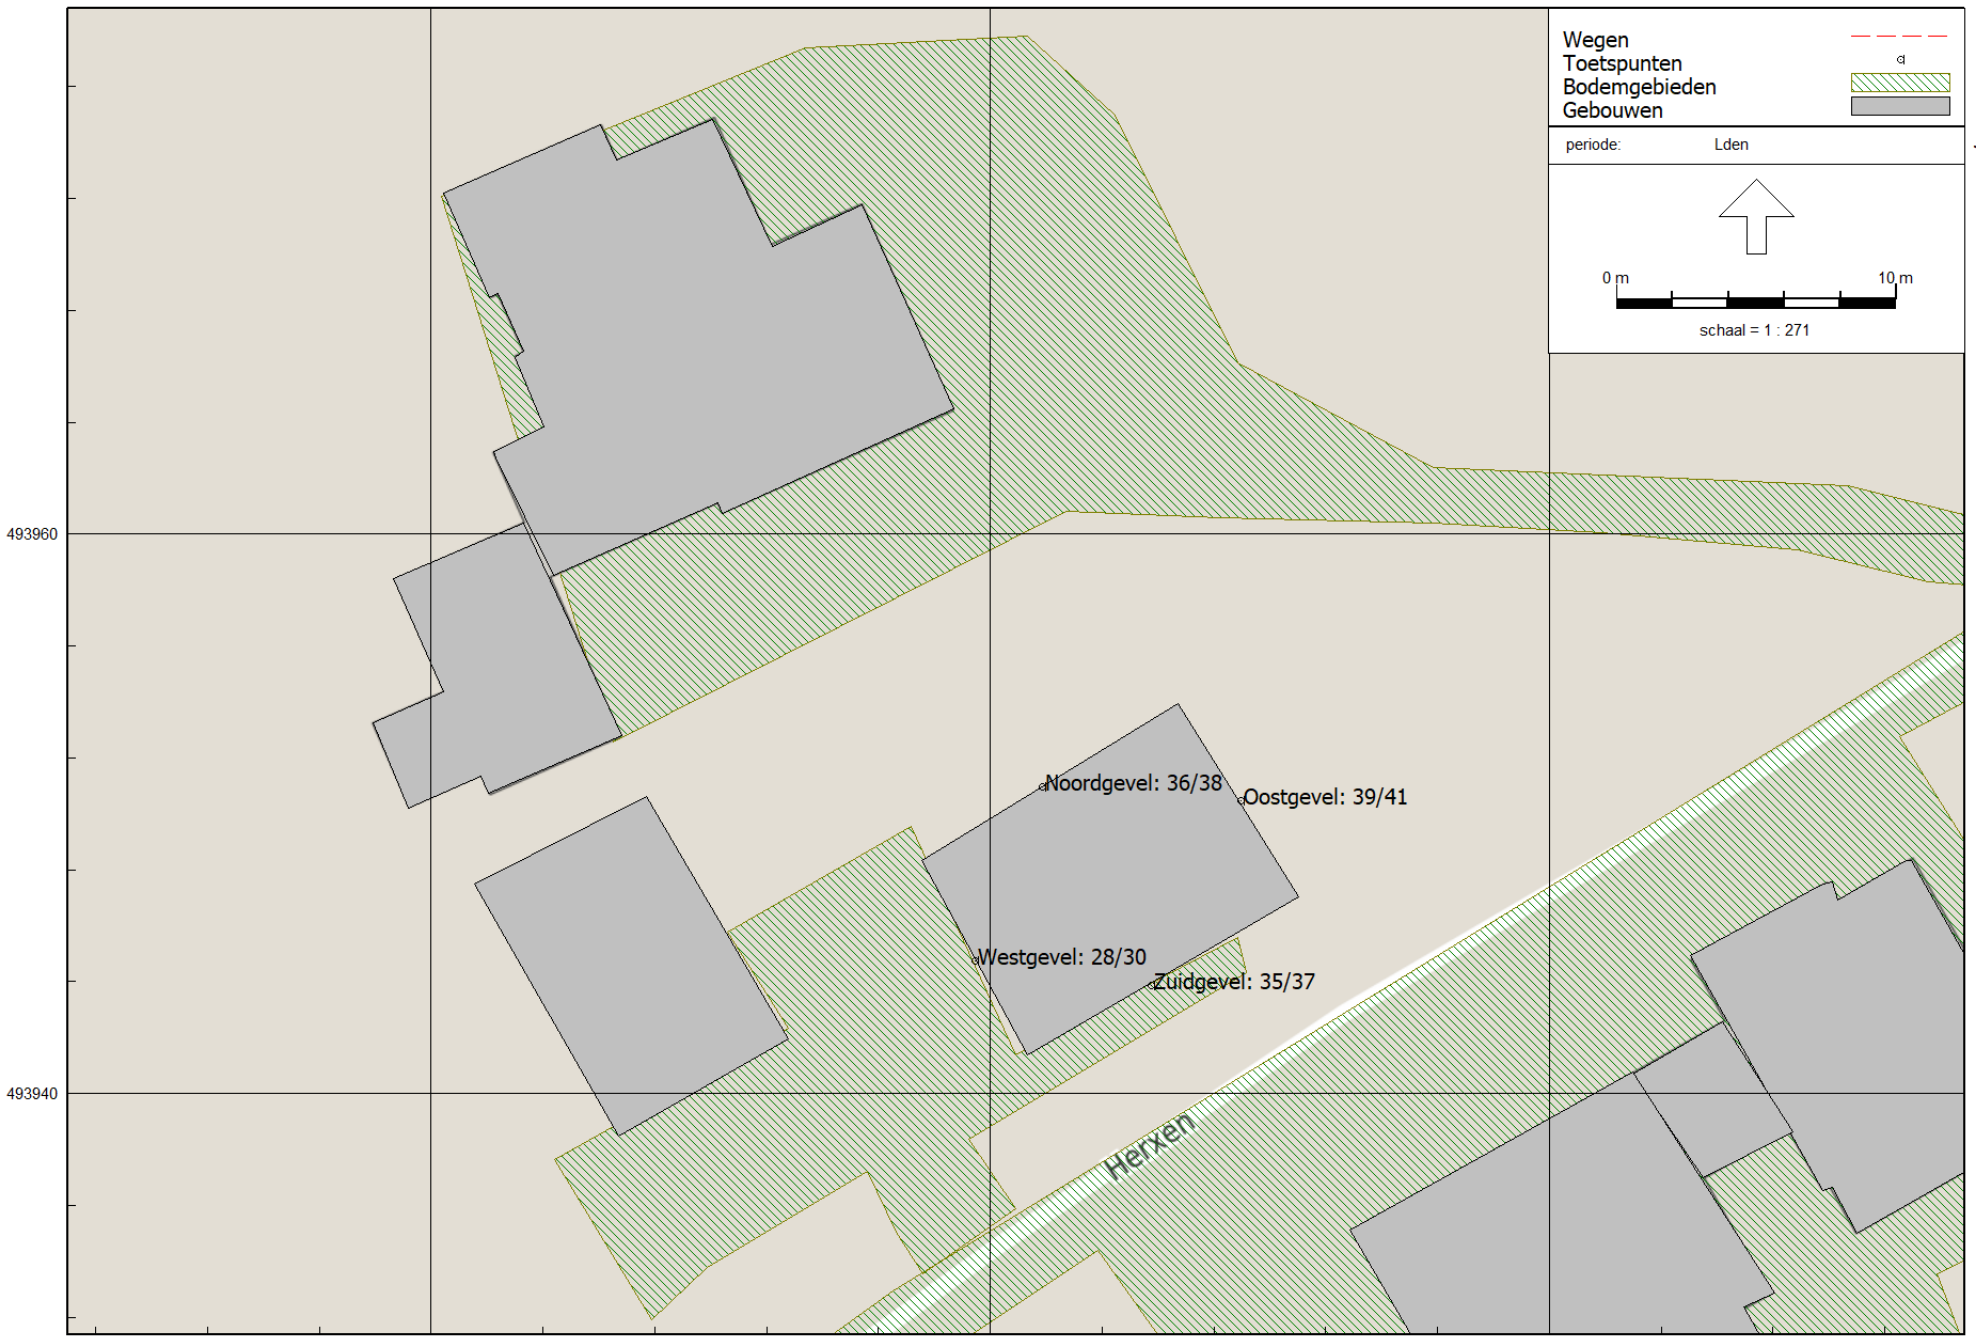 Wegen
Toetspunten
Bodemgebieden
Gebouwen
periode: Lden
0 m 10 m
schaal = 1 : 271
493960
Noordgevel: 36/38
Oostgevel: 39/41
Westgevel: 28/30
Zuidgevel: 35/37
493940
Herxen